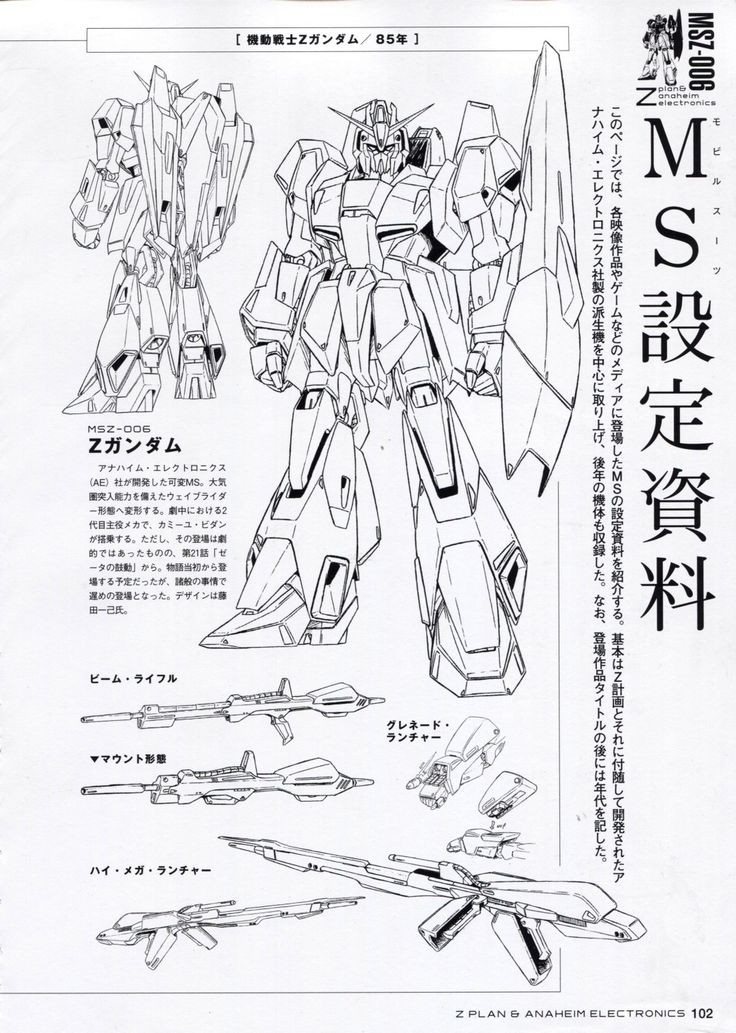 [ 機動戦士Zガンダム/85年 ]
MSZ-006
Z plan&
anaheim
electronics
モビルスーツ
MS設定資料
このページでは、各映像作品やゲームなどのメディアに登場したMSの設定資料を紹介する。基本はZ計画とそれに付随して開発されたア
ナハイム・エレクトロニクス社製の派生機を中心に取り上げ、後年の機体も収録した。なお、登場作品タイトルの後には年代を記した。
MSZ-006
Zガンダム
アナハイム・エレクトロニクス
(AE)社が開発した可変MS。大気
圏突入能力を備えたウェイブライダ
ー形態へ変形する。劇中における2
代目主役メカで、カミーユ・ビダン
が搭乗する。ただし、その登場は劇
的ではあったものの、第21話「ゼ
ータの鼓動」から。物語当初から登
場する予定だったが、諸般の事情で
遅めの登場となった。デザインは藤
田一己氏。
ビーム・ライフル
▼マウント形態
グレネード・
ランチャー
ハイ・メガ・ランチャー
Z PLAN & ANAHEIM ELECTRONICS 102